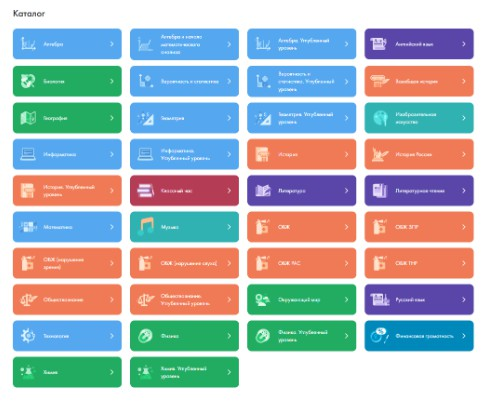 Каталог
Алгебра
Алгебра и начала
математического
анализа
Алгебра. Углубленный
уровень
Английский язык
Биология
Вероятность и статистика
Вероятность и
статистика. Углубленный
уровень
Всеобщая история
География
Геометрия
Геометрия. Углубленный
уровень
Изобразительное
искусство
Информатика
Информатика.
Углубленный уровень
История
История России
История. Углубленный
уровень
Классный час
Литература
Литературное чтение
Математика
Музыка
ОБЖ
ОБЖ ЗПР
ОБЖ (нарушение
зрения)
ОБЖ (нарушение слуха)
ОБЖ РАС
ОБЖ ТНР
Обществознание
Обществознание.
Углубленный уровень
Окружающий мир
Русский язык
Технология
Физика
Физика. Углубленный
уровень
Финансовая грамотность
Химия
Химия. Углубленный
уровень